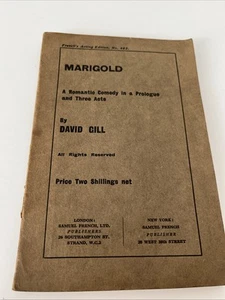 French's Acting Edition, No.
MARIGOLD
A Romantic Comedy in a Prologue
and Three Acts
By
DAVID GILL
All Rights Reserved
Price Two Shillings net
LONDON: 
SAMUEL FRENCH, LTD.
PUBLISHERS
26 SOUTHAMPTON ST.
STRAND, W.C.2
NEW YORK:
SAMUEL FRENCH
PUBLISHER
28 WEST 38th STREET